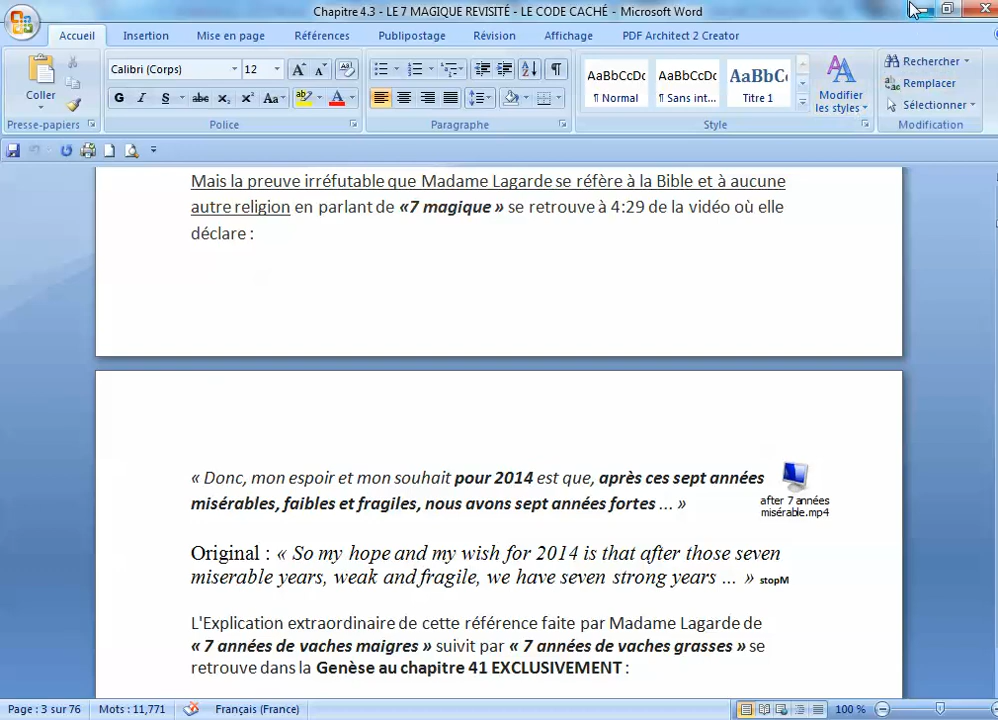 Chapitre 4.3 - LE 7 MAGIQUE REVISITÉ - LE CODE CACHÉ - Microsoft Word
Accueil Insertion Mise en page Références Publipostage Révision Affichage PDF Architect 2 Creator
Coller
Presse-papiers
Calibri (Corps) 12
G I S abc x₂ x² Aa ab A
Police
Paragraphe
AaBbCcDc AaBbCcDc AaBbC
¶ Normal ¶ Sans int... Titre 1
Modifier les styles
Style
Rechercher
Remplacer
Sélectionner
Modification
Mais la preuve irréfutable que Madame Lagarde se réfère à la Bible et à aucune
autre religion en parlant de «7 magique » se retrouve à 4:29 de la vidéo où elle
déclare :
« Donc, mon espoir et mon souhait pour 2014 est que, après ces sept années
misérables, faibles et fragiles, nous avons sept années fortes ... »
after 7 années
misérable.mp4
Original : « So my hope and my wish for 2014 is that after those seven
miserable years, weak and fragile, we have seven strong years ... » stopM
L'Explication extraordinaire de cette référence faite par Madame Lagarde de
« 7 années de vaches maigres » suivit par « 7 années de vaches grasses » se
retrouve dans la Genèse au chapitre 41 EXCLUSIVEMENT :
Page : 3 sur 76 Mots : 11,771 Français (France) 100 %